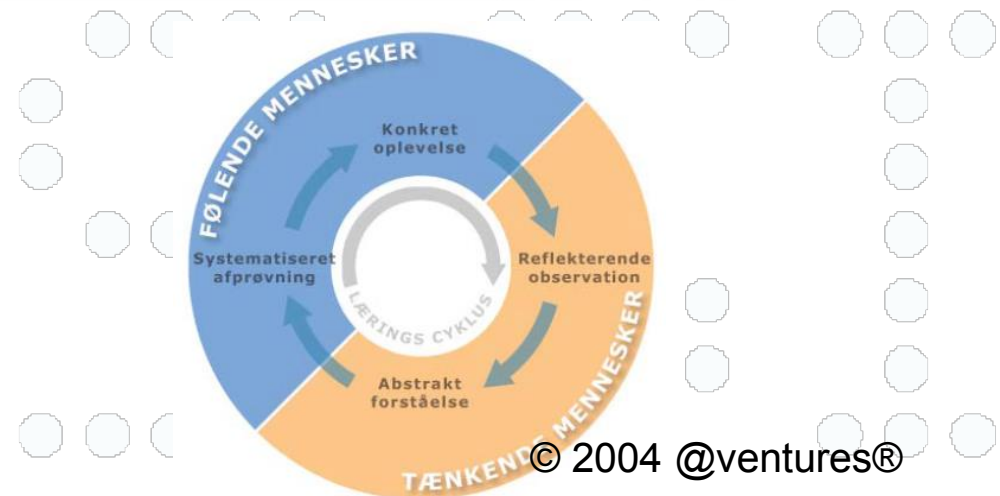 FØLENDE MENNESKER
Konkret
oplevelse
Reflekterende
observation
Abstrakt
forståelse
Systematiseret
afprøvning
LÆRINGS CYKLUS
TÆNKENDE MENNESKER
© 2004 @ventures®